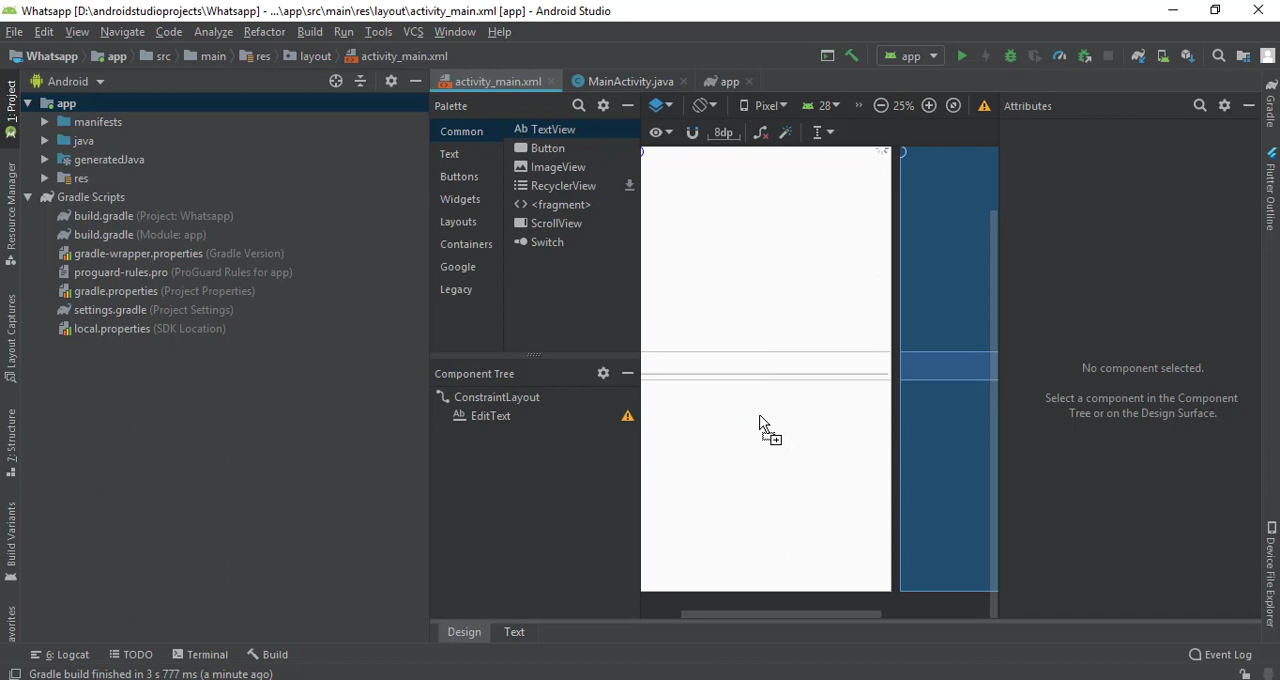 Whatsapp [D:\androidstudioprojects\Whatsapp] - ...\app\src\main\res\layout\activity_main.xml [app] - Android Studio
File Edit View Navigate Code Analyze Refactor Build Run Tools VCS Window Help
Whatsapp app src main res layout activity_main.xml
app
Android
activity_main.xml MainActivity.java app
1: Project
Resource Manager
Layout Captures
7: Structure
Build Variants
avorites
app
manifests
java
generatedJava
res
Gradle Scripts
build.gradle (Project: Whatsapp)
build.gradle (Module: app)
gradle-wrapper.properties (Gradle Version)
proguard-rules.pro (ProGuard Rules for app)
gradle.properties (Project Properties)
settings.gradle (Project Settings)
local.properties (SDK Location)
Palette
Common
Text
Buttons
Widgets
Layouts
Containers
Google
Legacy
Ab TextView
Button
ImageView
RecyclerView
<> <fragment>
ScrollView
Switch
Component Tree
ConstraintLayout
Ab EditText
Pixel 28 » 25%
8dp
Attributes
No component selected.
Select a component in the Component
Tree or on the Design Surface.
Gradle
Flutter Outline
Device File Explorer
Design Text
6: Logcat TODO Terminal Build Event Log
Gradle build finished in 3 s 777 ms (a minute ago)